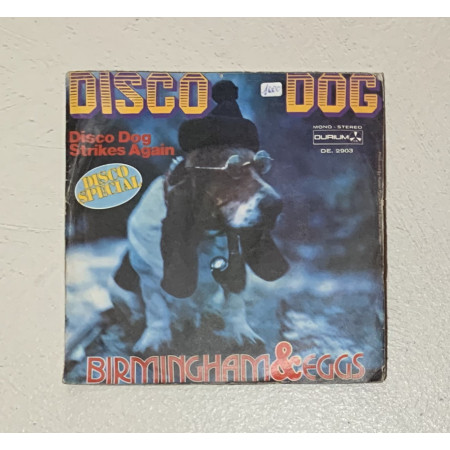 DISCO DOG
Disco Dog
Strikes Again
MONO - STEREO
DURIUM
DE. 2903
DISCO
SPECIAL
BIRMINGHAM & EGGS